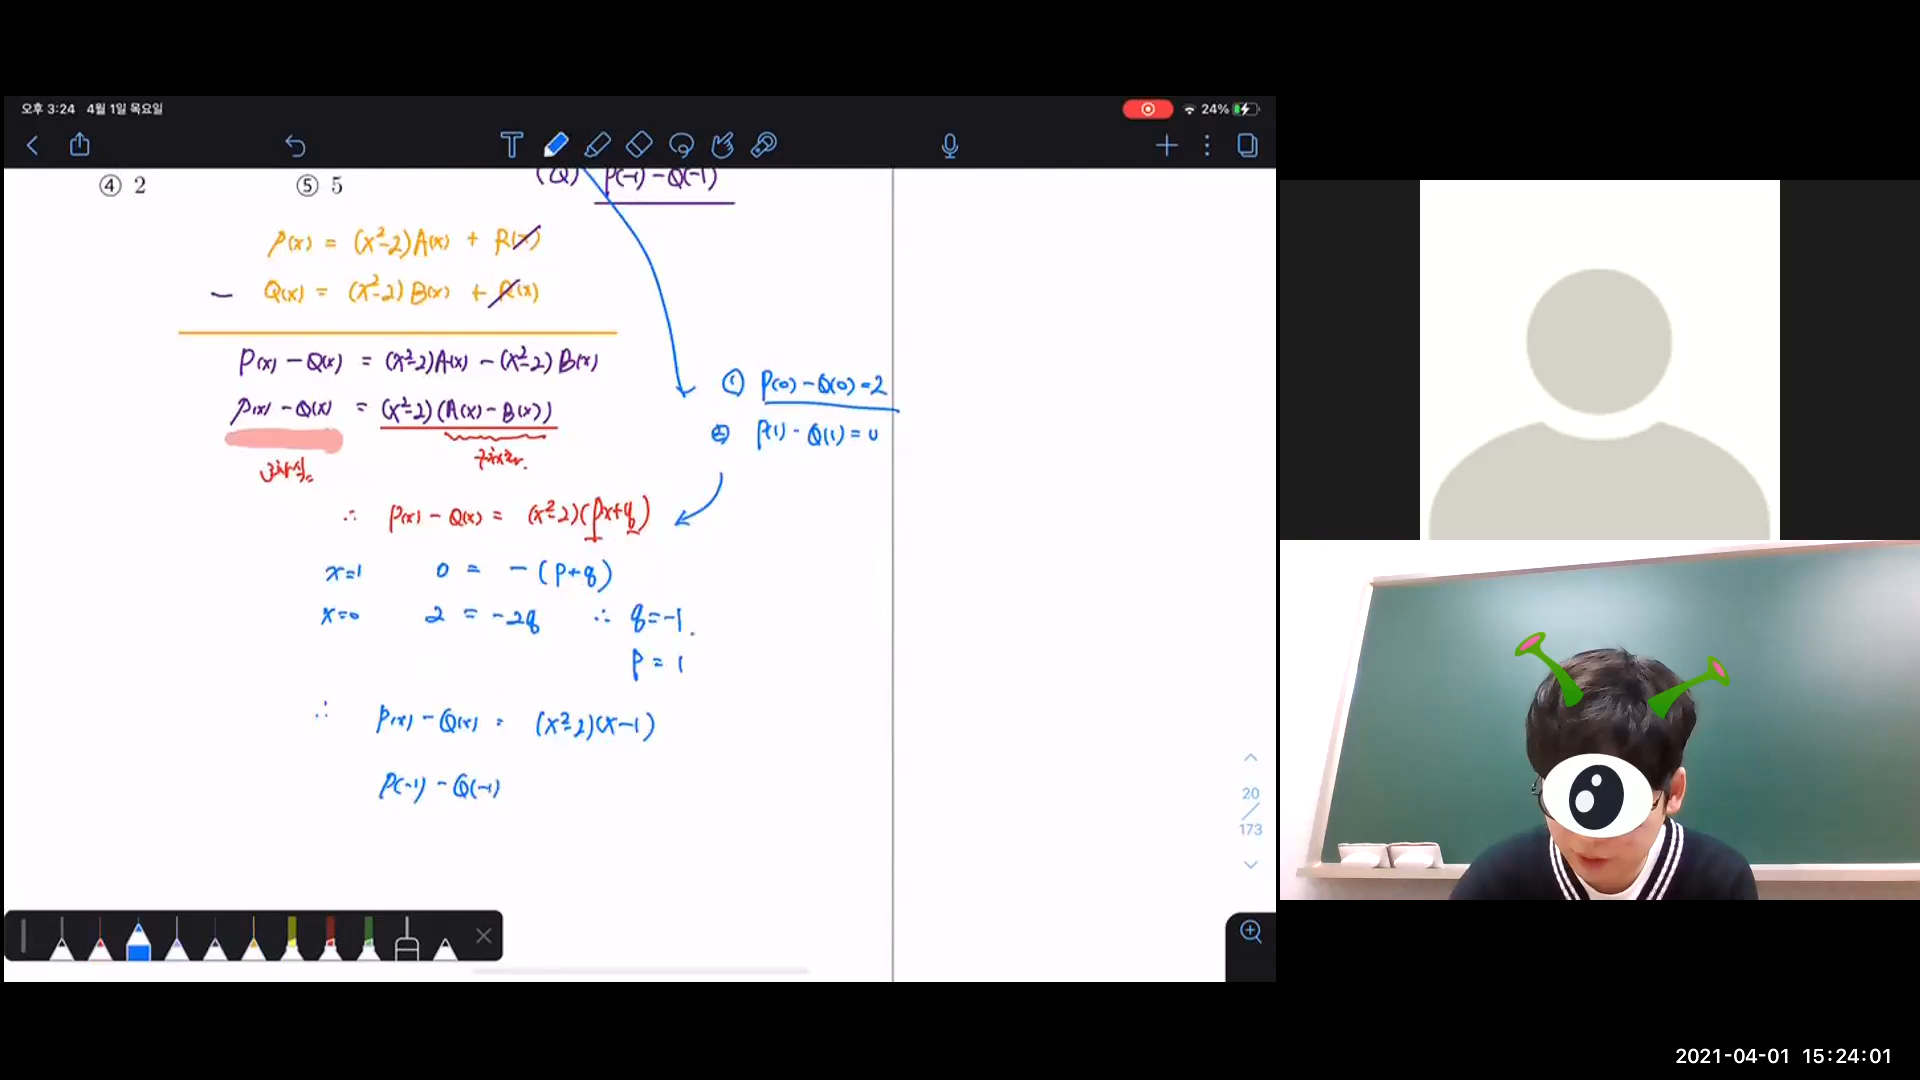 오후 3:24 4월 1일 목요일
24%
④ 2 ⑤ 5
(Q) P(-1) - Q(-1)
P(x) = (x²-2)A(x) + R(x)
- Q(x) = (x²-2)B(x) + R(x)
P(x) - Q(x) = (x²-2)A(x) - (x²-2)B(x)
P(x) - Q(x) = (x²-2)(A(x) - B(x))
① P(0) - Q(0) = 2
② P(1) - Q(1) = 0
∴ P(x) - Q(x) = (x²-2)(px+q)
x=1 0 = -(p+q)
x=0 2 = -2q ∴ q=-1.
p = 1
∴ P(x) - Q(x) = (x²-2)(x-1)
P(-1) - Q(-1)
20
173
2021-04-01 15:24:01